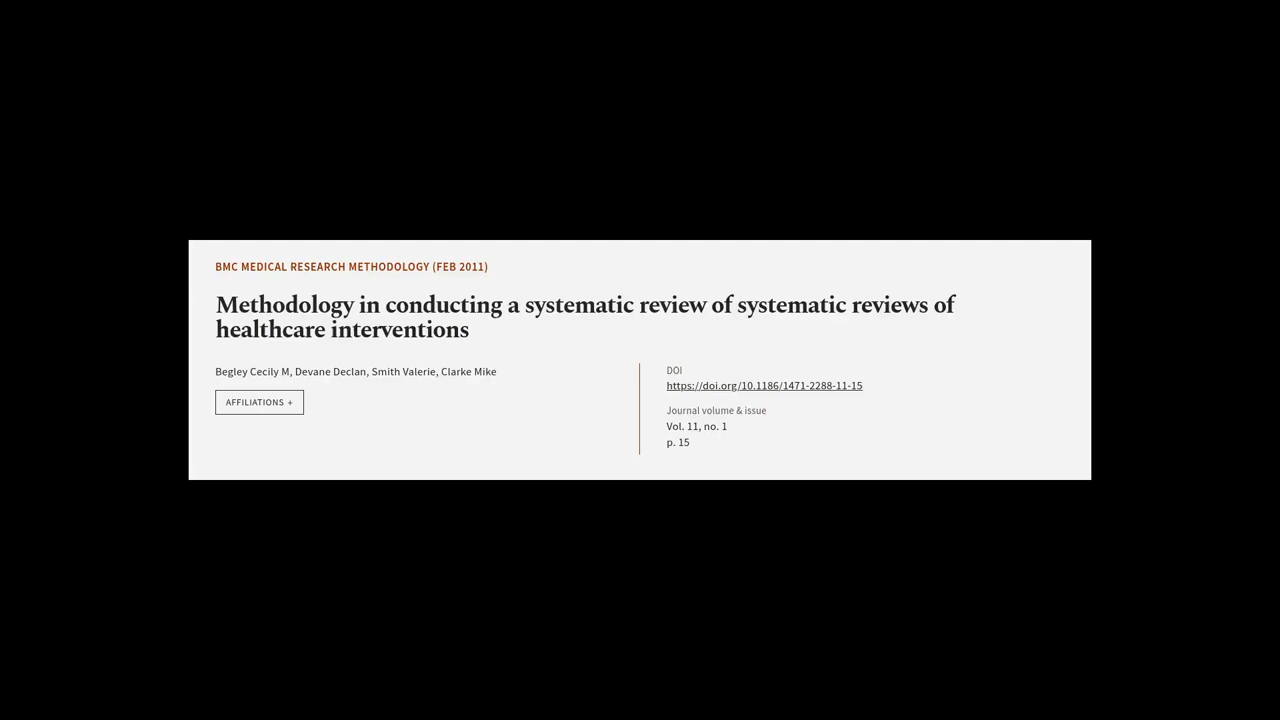 BMC MEDICAL RESEARCH METHODOLOGY (FEB 2011)
Methodology in conducting a systematic review of systematic reviews of
healthcare interventions
Begley Cecily M, Devane Declan, Smith Valerie, Clarke Mike
AFFILIATIONS +
DOI
https://doi.org/10.1186/1471-2288-11-15
Journal volume & issue
Vol. 11, no. 1
p. 15